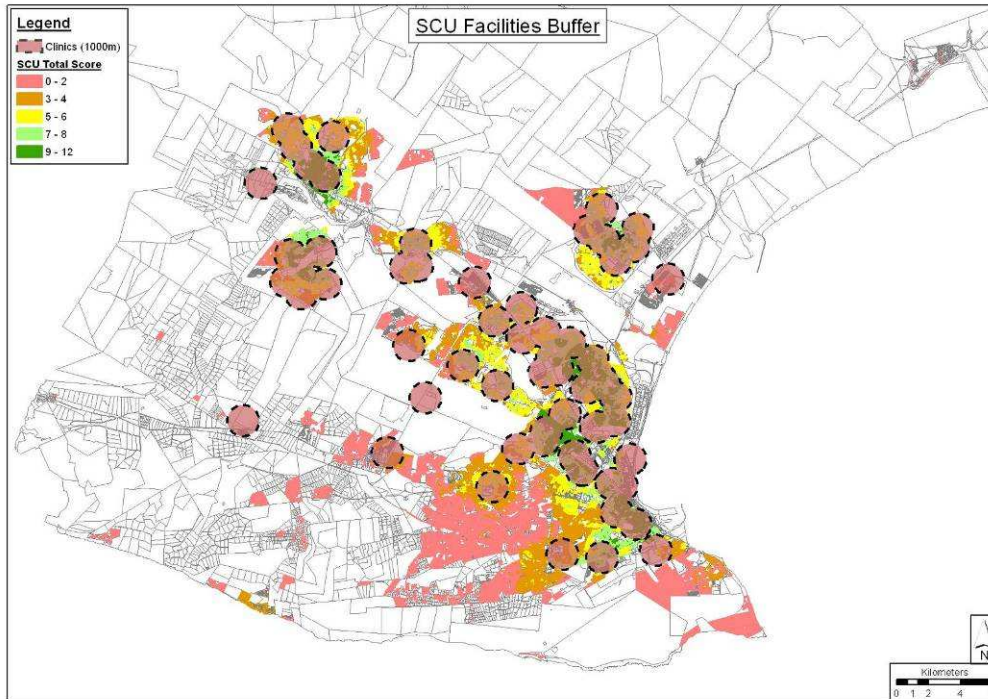 SCU Facilities Buffer
Legend
Clinics (1000m)
SCU Total Score
0 - 2
3 - 4
5 - 6
7 - 8
9 - 12
N
Kilometers
0 1 2 4